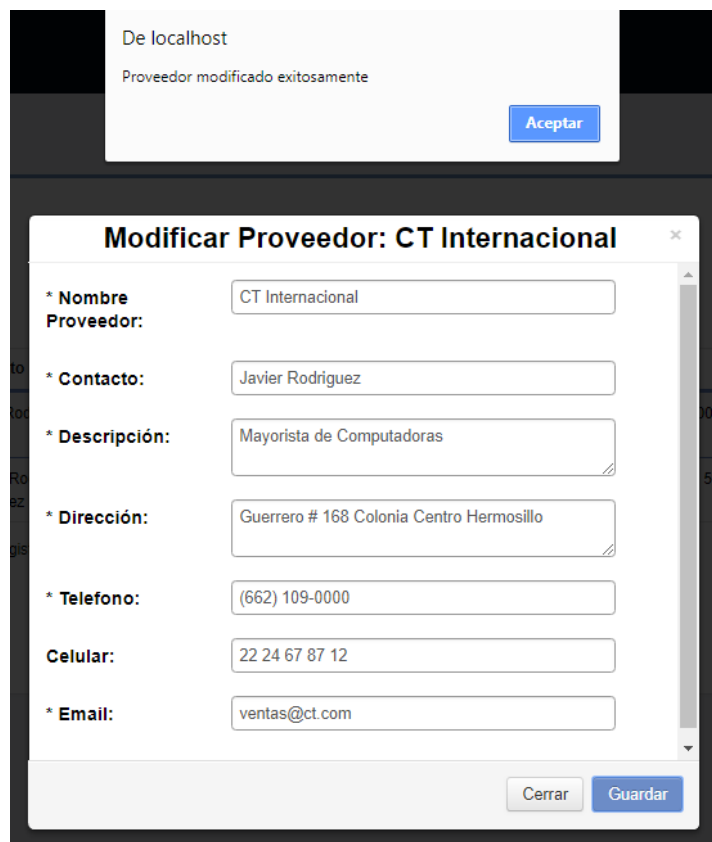 De localhost
Proveedor modificado exitosamente
Aceptar
Modificar Proveedor: CT Internacional ×
* Nombre Proveedor: CT Internacional
* Contacto: Javier Rodriguez
* Descripción: Mayorista de Computadoras
* Dirección: Guerrero # 168 Colonia Centro Hermosillo
* Telefono: (662) 109-0000
Celular: 22 24 67 87 12
* Email: ventas@ct.com
Cerrar Guardar